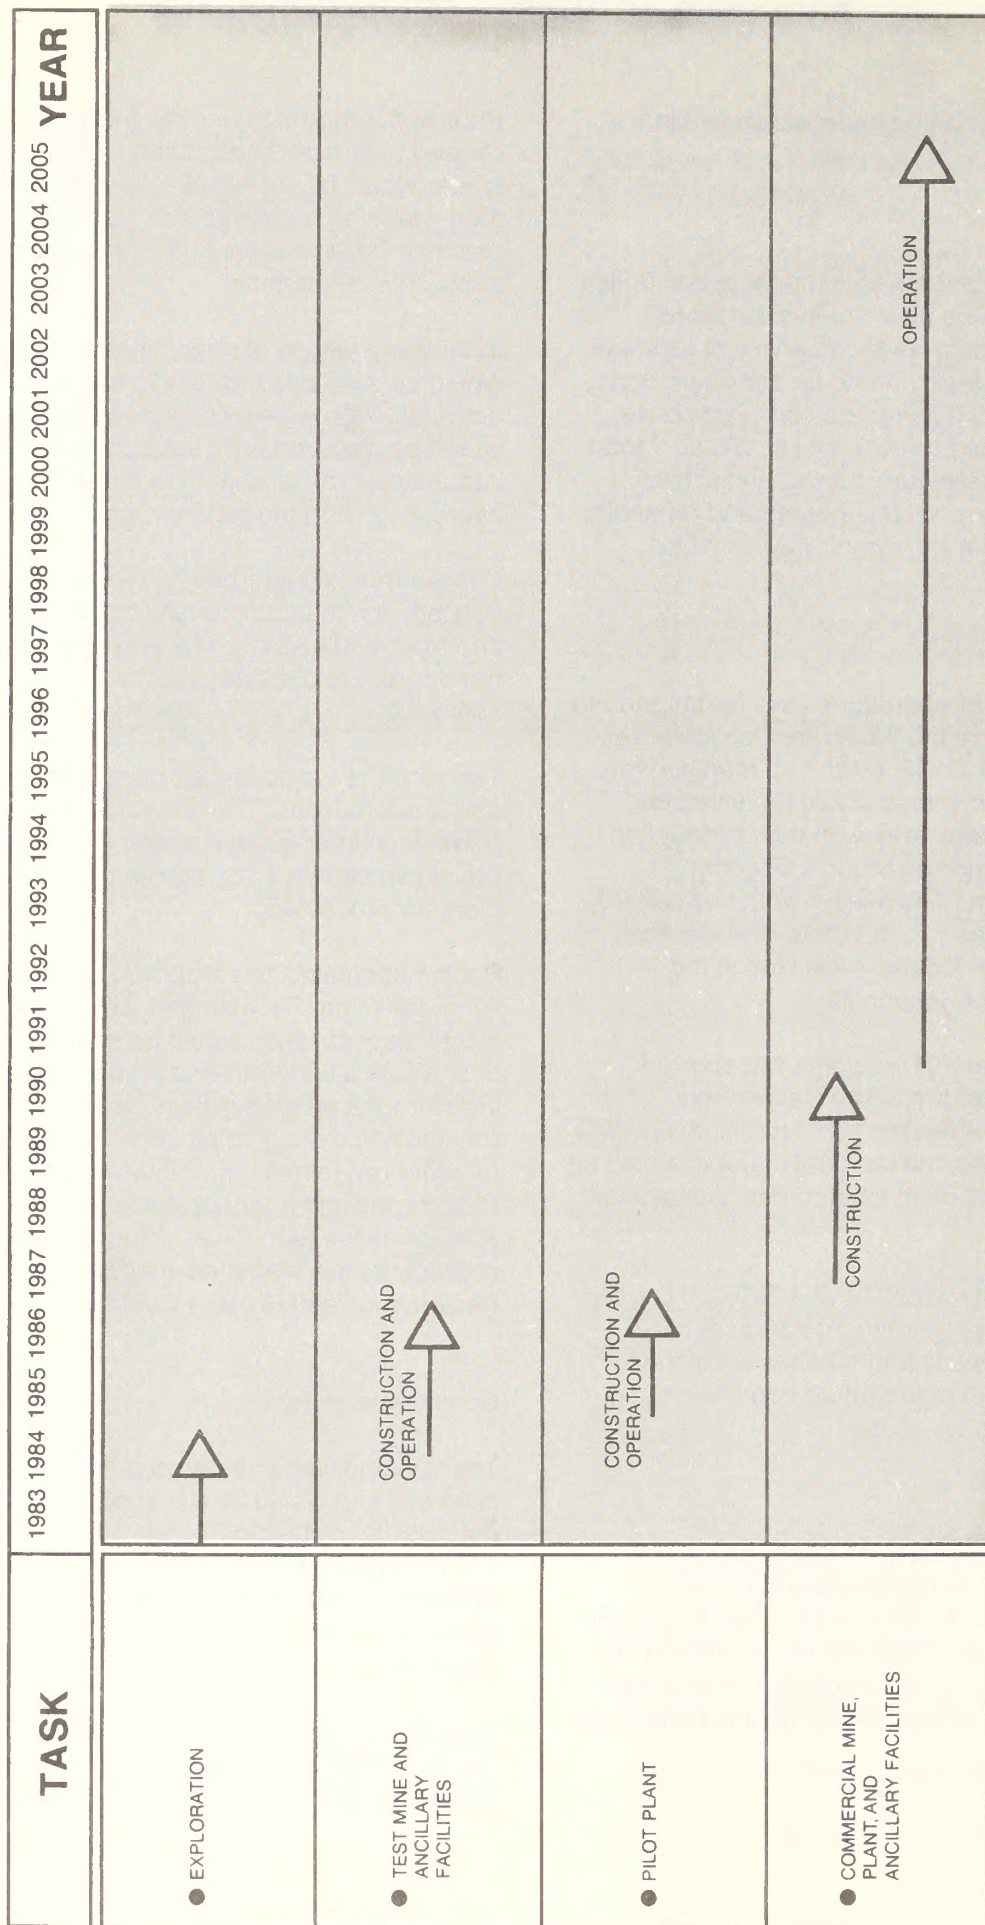 TASK
1983 1984 1985 1986 1987 1988 1989 1990 1991 1992 1993 1994 1995 1996 1997 1998 1999 2000 2001 2002 2003 2004 2005 YEAR
● EXPLORATION
● TEST MINE AND
ANCILLARY
FACILITIES
CONSTRUCTION AND
OPERATION
● PILOT PLANT
CONSTRUCTION AND
OPERATION
● COMMERCIAL MINE,
PLANT, AND
ANCILLARY FACILITIES
CONSTRUCTION
OPERATION